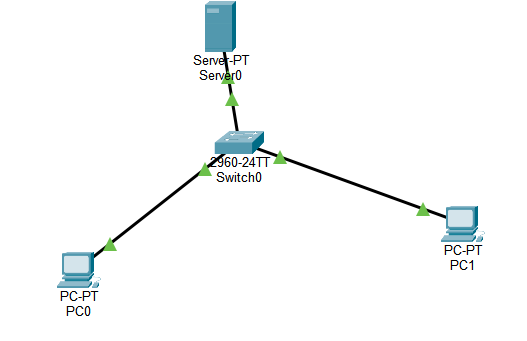 Server-PT
Server0
2960-24TT
Switch0
PC-PT
PC0
PC-PT
PC1